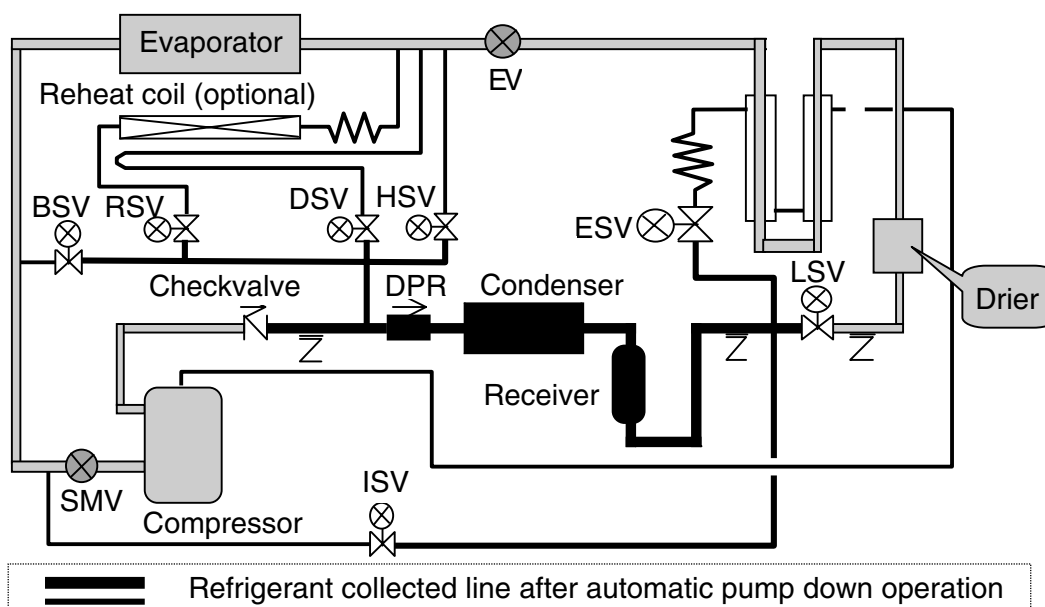 Evaporator
EV
Reheat coil (optional)
BSV
RSV
DSV
HSV
ESV
LSV
Drier
Checkvalve
DPR
Condenser
Receiver
SMV
Compressor
ISV
Refrigerant collected line after automatic pump down operation